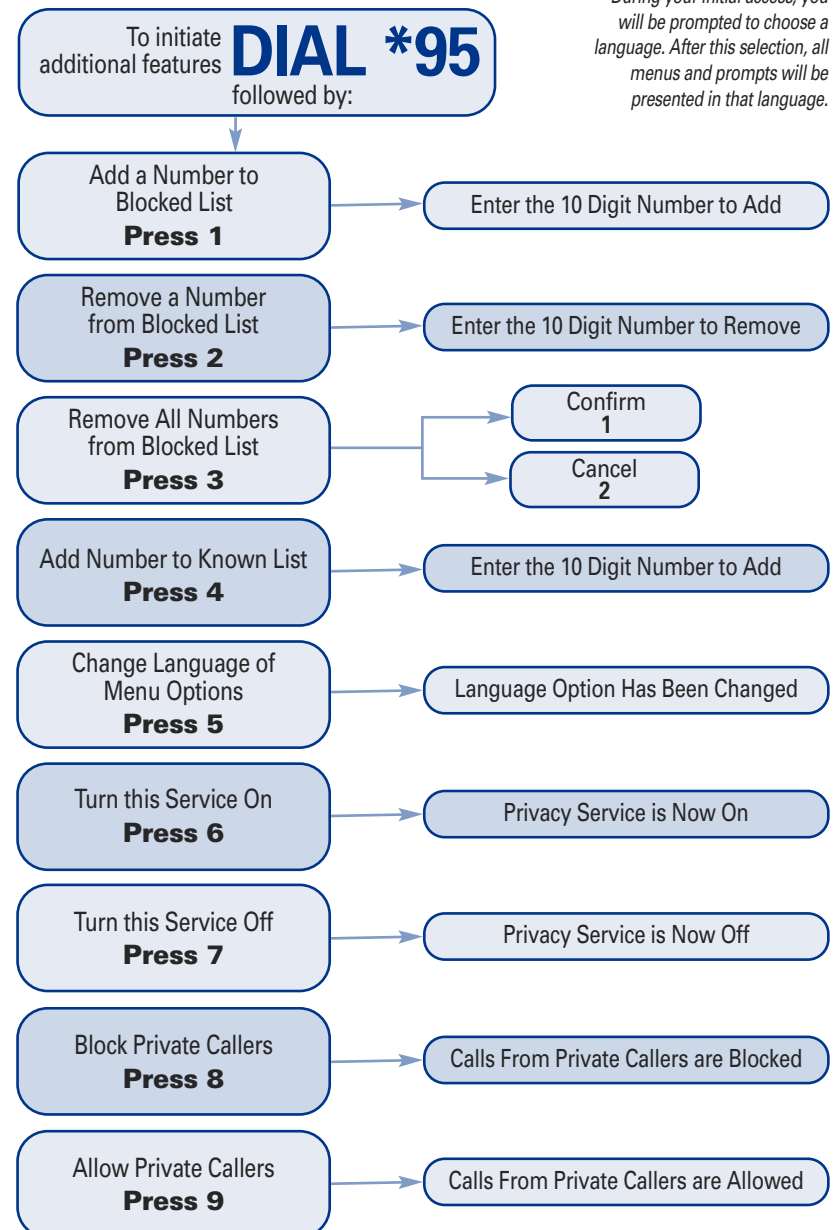 During your initial access, you
will be prompted to choose a
language. After this selection, all
menus and prompts will be
presented in that language.
To initiate
additional features DIAL *95
followed by:
Add a Number to
Blocked List
Press 1
Enter the 10 Digit Number to Add
Remove a Number
from Blocked List
Press 2
Enter the 10 Digit Number to Remove
Remove All Numbers
from Blocked List
Press 3
Confirm
1
Cancel
2
Add Number to Known List
Press 4
Enter the 10 Digit Number to Add
Change Language of
Menu Options
Press 5
Language Option Has Been Changed
Turn this Service On
Press 6
Privacy Service is Now On
Turn this Service Off
Press 7
Privacy Service is Now Off
Block Private Callers
Press 8
Calls From Private Callers are Blocked
Allow Private Callers
Press 9
Calls From Private Callers are Allowed